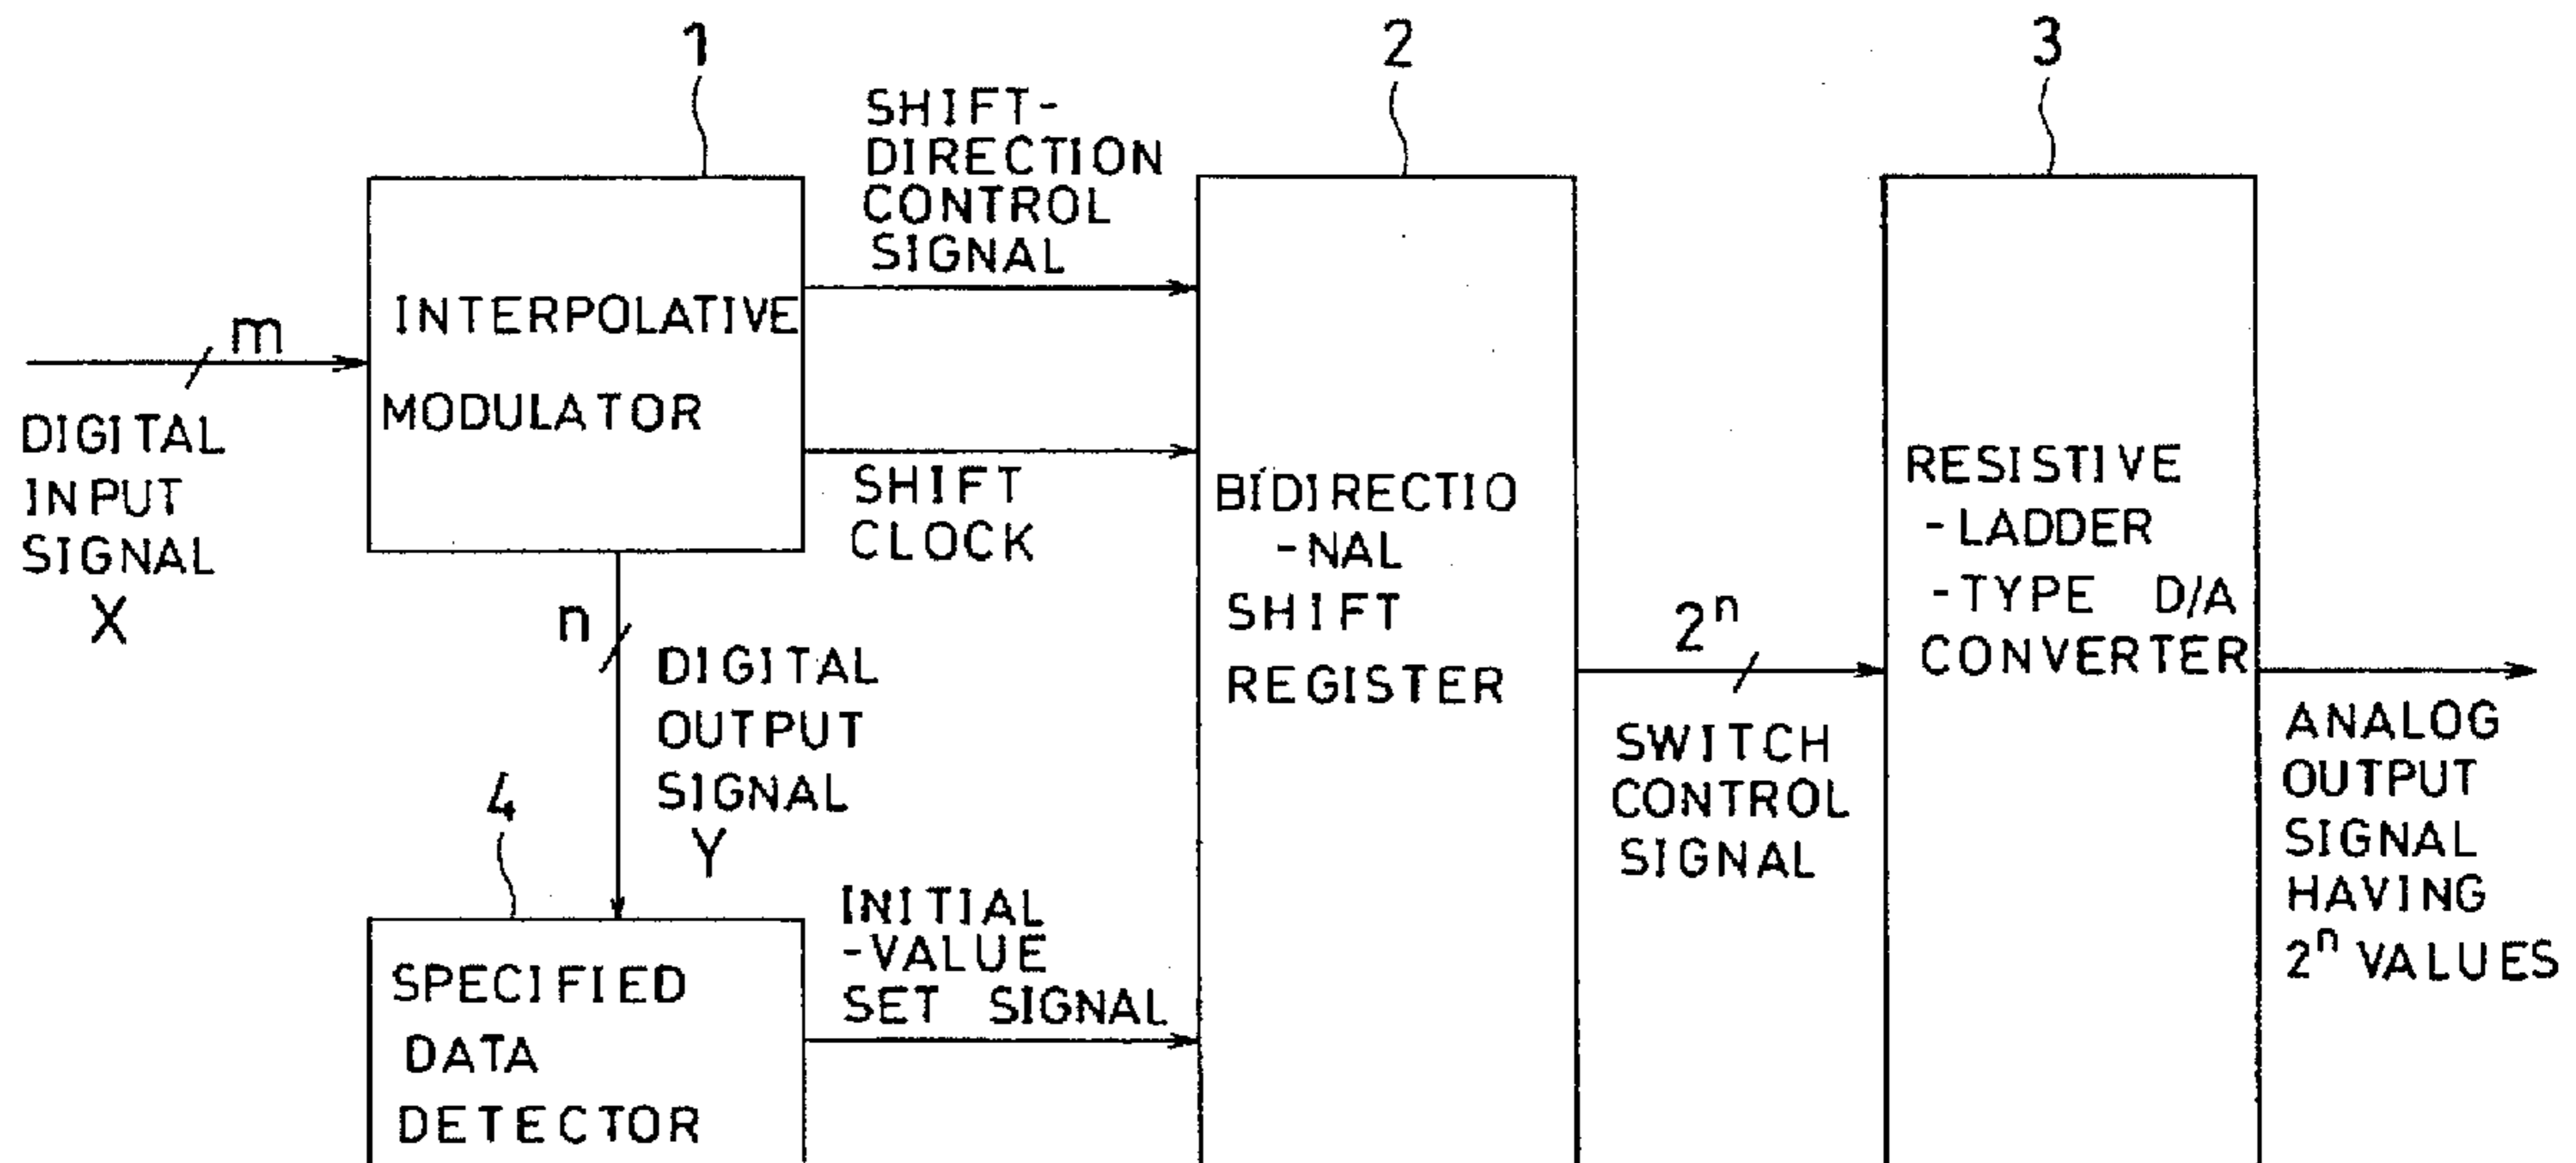 1
2
3
SHIFT-
DIRECTION
CONTROL
SIGNAL
m
DIGITAL
INPUT
SIGNAL
X
INTERPOLATIVE
MODULATOR
SHIFT
CLOCK
n
DIGITAL
OUTPUT
SIGNAL
Y
4
SPECIFIED
DATA
DETECTOR
INITIAL
-VALUE
SET SIGNAL
BIDIRECTIO
-NAL
SHIFT
REGISTER
2ⁿ
SWITCH
CONTROL
SIGNAL
RESISTIVE
-LADDER
-TYPE D/A
CONVERTER
ANALOG
OUTPUT
SIGNAL
HAVING
2ⁿ VALUES